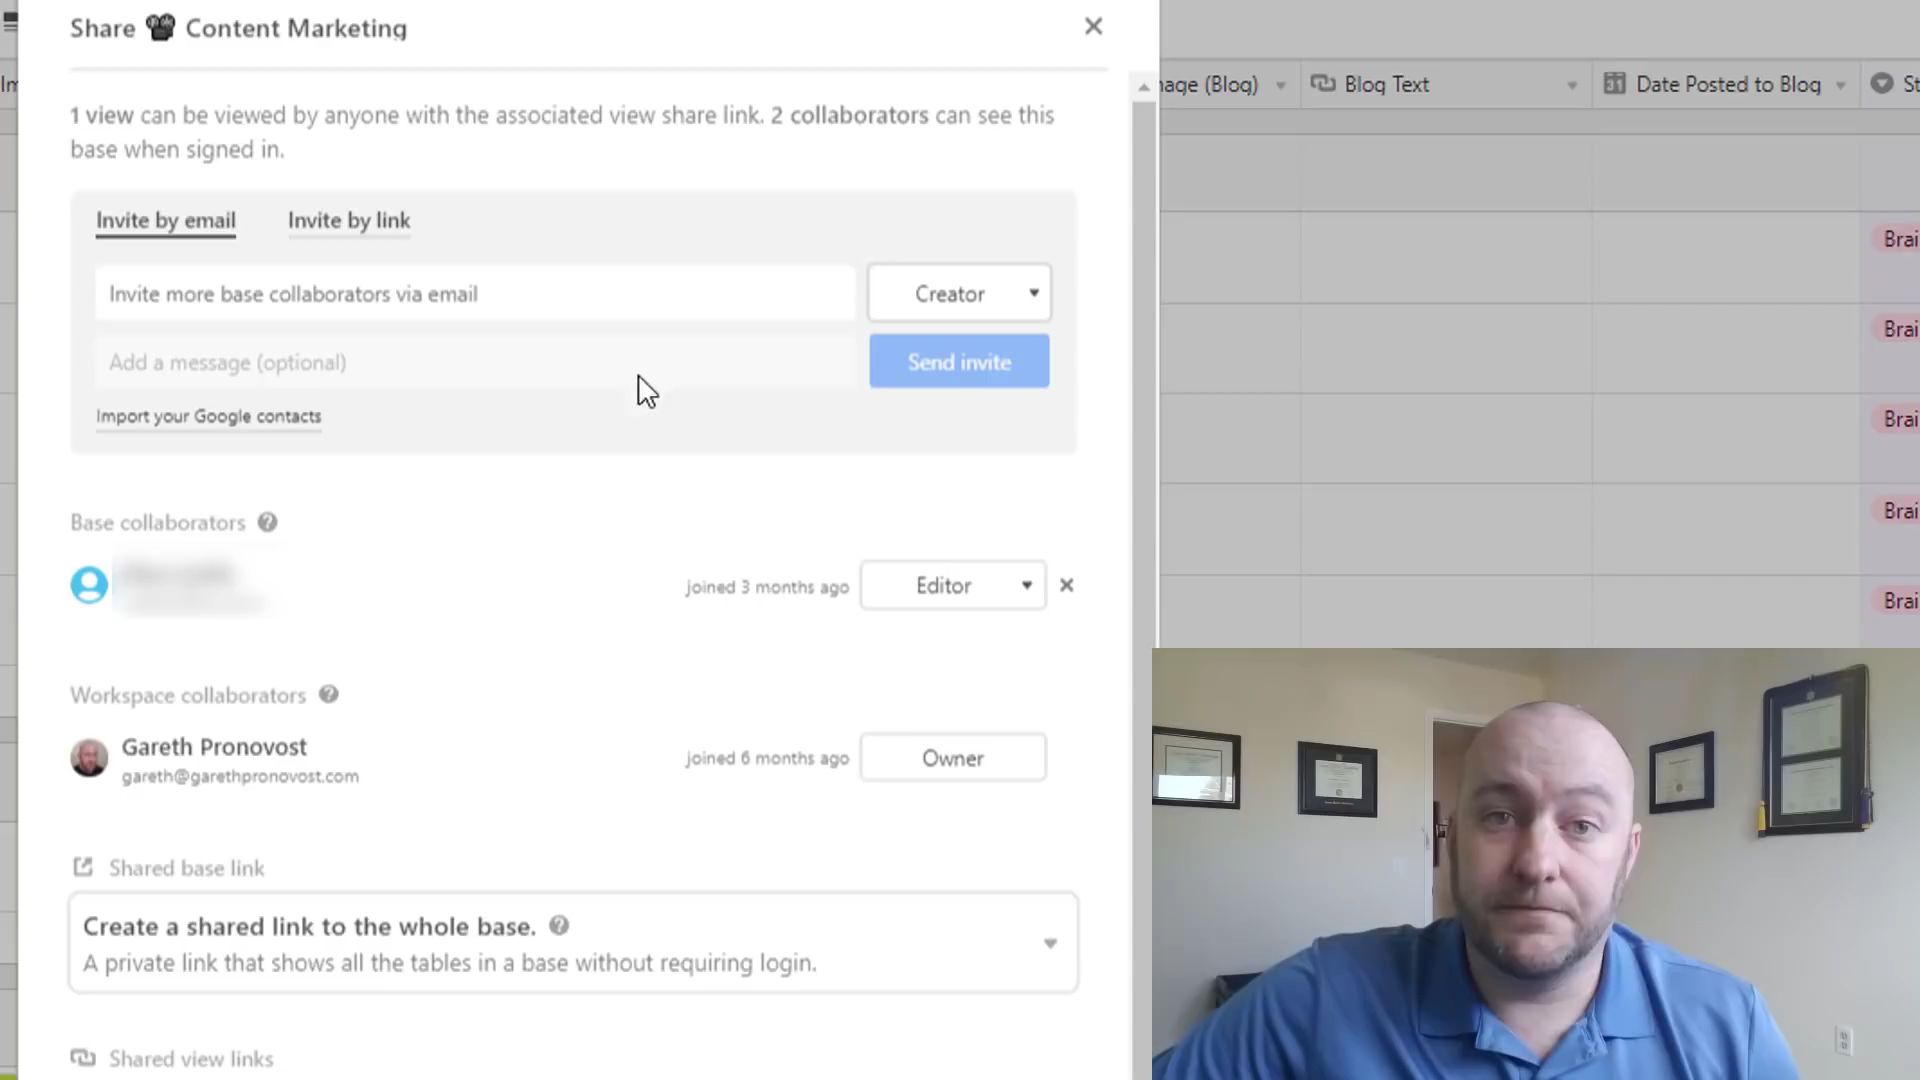 Share 🎥 Content Marketing
1 view can be viewed by anyone with the associated view share link. 2 collaborators can see this
base when signed in.
Invite by email
Invite by link
Invite more base collaborators via email
Creator
Add a message (optional)
Send invite
Import your Google contacts
Base collaborators
joined 3 months ago
Editor
Workspace collaborators
Gareth Pronovost
gareth@garethpronovost.com
joined 6 months ago
Owner
Shared base link
Create a shared link to the whole base.
A private link that shows all the tables in a base without requiring login.
Shared view links
Im
nage (Blog)
Blog Text
31
Date Posted to Blog
St
Brai
Brai
Brai
Brai
Brai